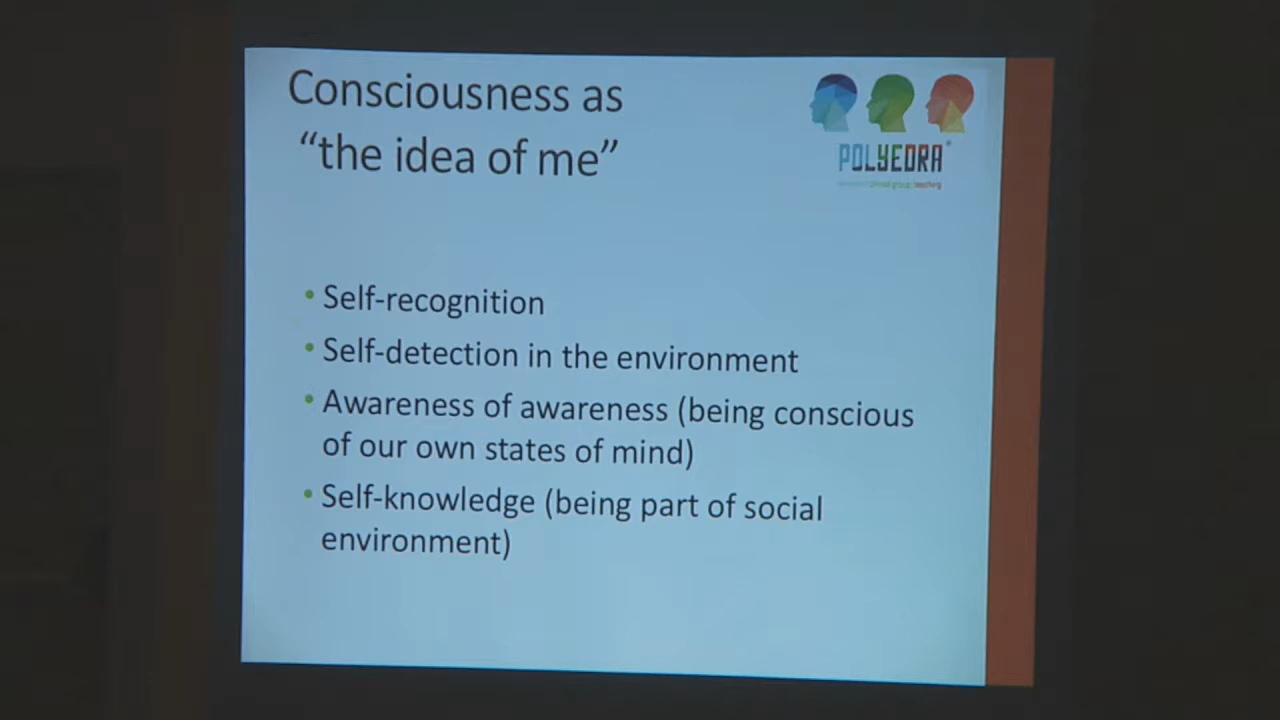 Consciousness as
“the idea of me”
POLYEDRA
• Self-recognition
• Self-detection in the environment
• Awareness of awareness (being conscious
of our own states of mind)
• Self-knowledge (being part of social
environment)